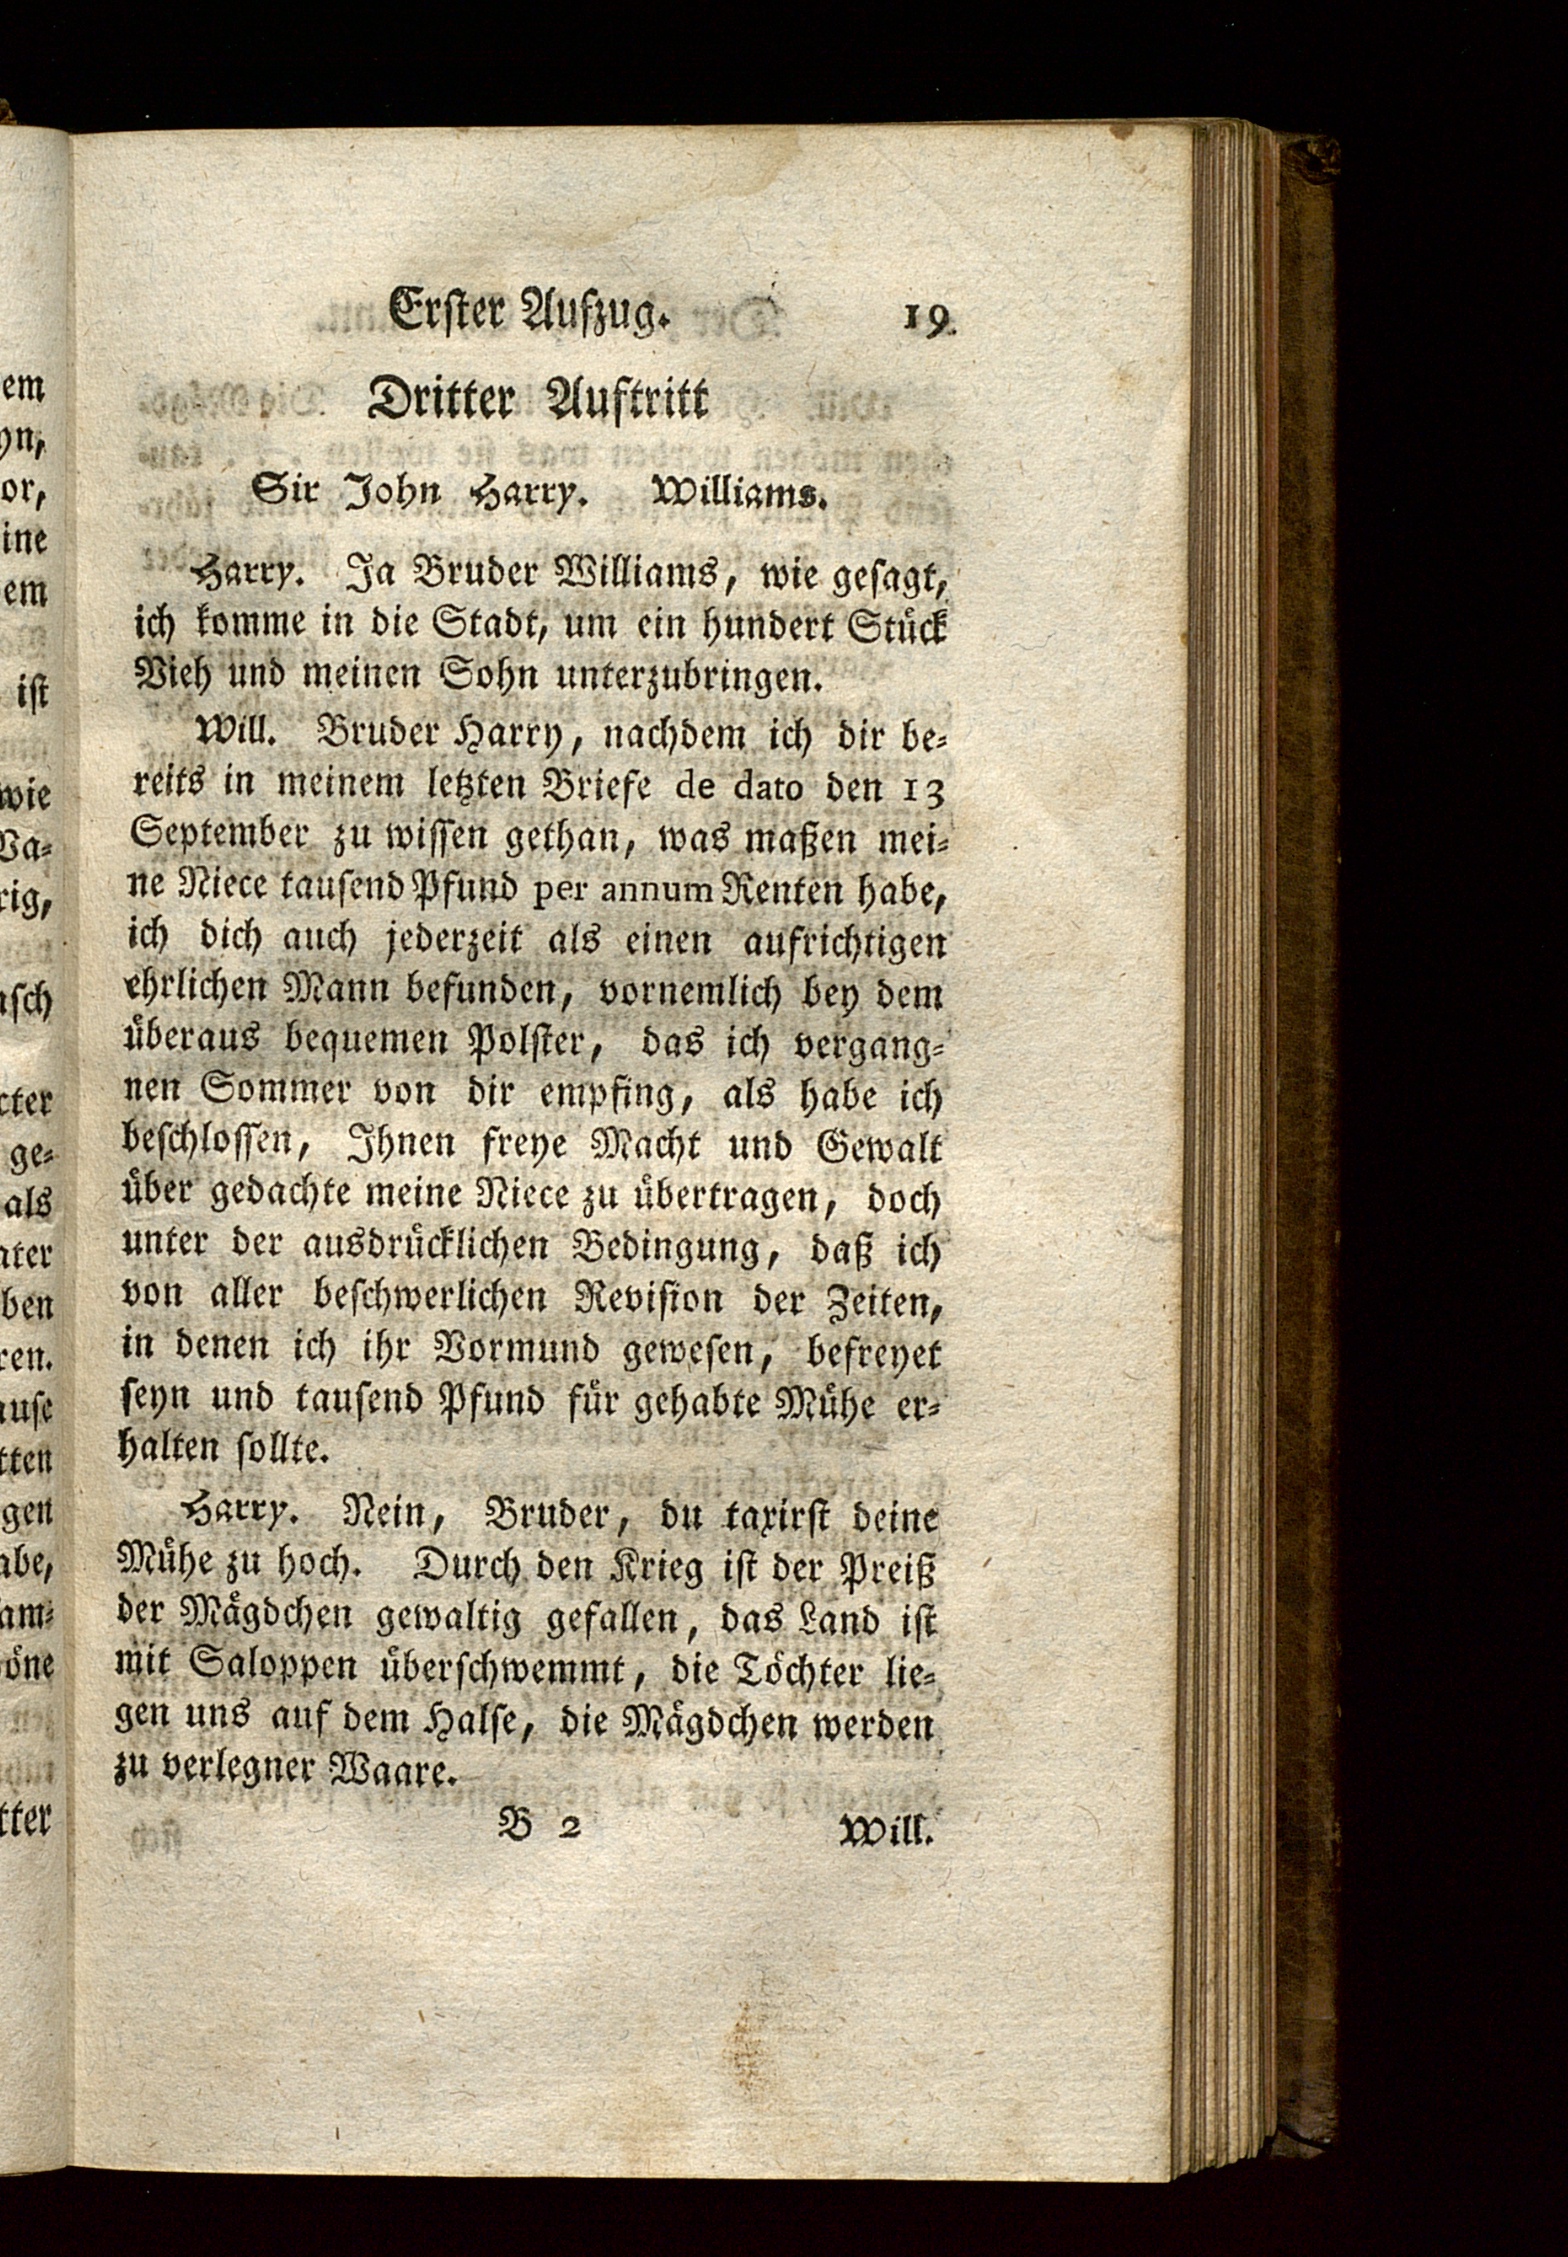 Erster Aufzug. 19.
Dritter Auftritt
Sir John Harry. Williams.
Harry. Ja Bruder Williams, wie gesagt,
ich komme in die Stadt, um ein hundert Stück
Vieh und meinen Sohn unterzubringen.
Will. Bruder Harry, nachdem ich dir be-
reits in meinem letzten Briefe de dato den 13
September zu wissen gethan, was maßen mei-
ne Niece tausend Pfund per annum Renten habe,
ich dich auch jederzeit als einen aufrichtigen
ehrlichen Mann befunden, vornemlich bey dem
überaus bequemen Polster, das ich vergang-
nen Sommer von dir empfing, als habe ich
beschlossen, Ihnen freye Macht und Gewalt
über gedachte meine Niece zu übertragen, doch
unter der ausdrücklichen Bedingung, daß ich
von aller beschwerlichen Revision der Zeiten,
in denen ich ihr Vormund gewesen, befreyet
seyn und tausend Pfund für gehabte Mühe er-
halten sollte.
Harry. Nein, Bruder, du taxirst deine
Mühe zu hoch. Durch den Krieg ist der Preiß
der Mägdchen gewaltig gefallen, das Land ist
mit Saloppen überschwemmt, die Töchter lie-
gen uns auf dem Halse, die Mägdchen werden
zu verlegner Waare.
B 2 Will.